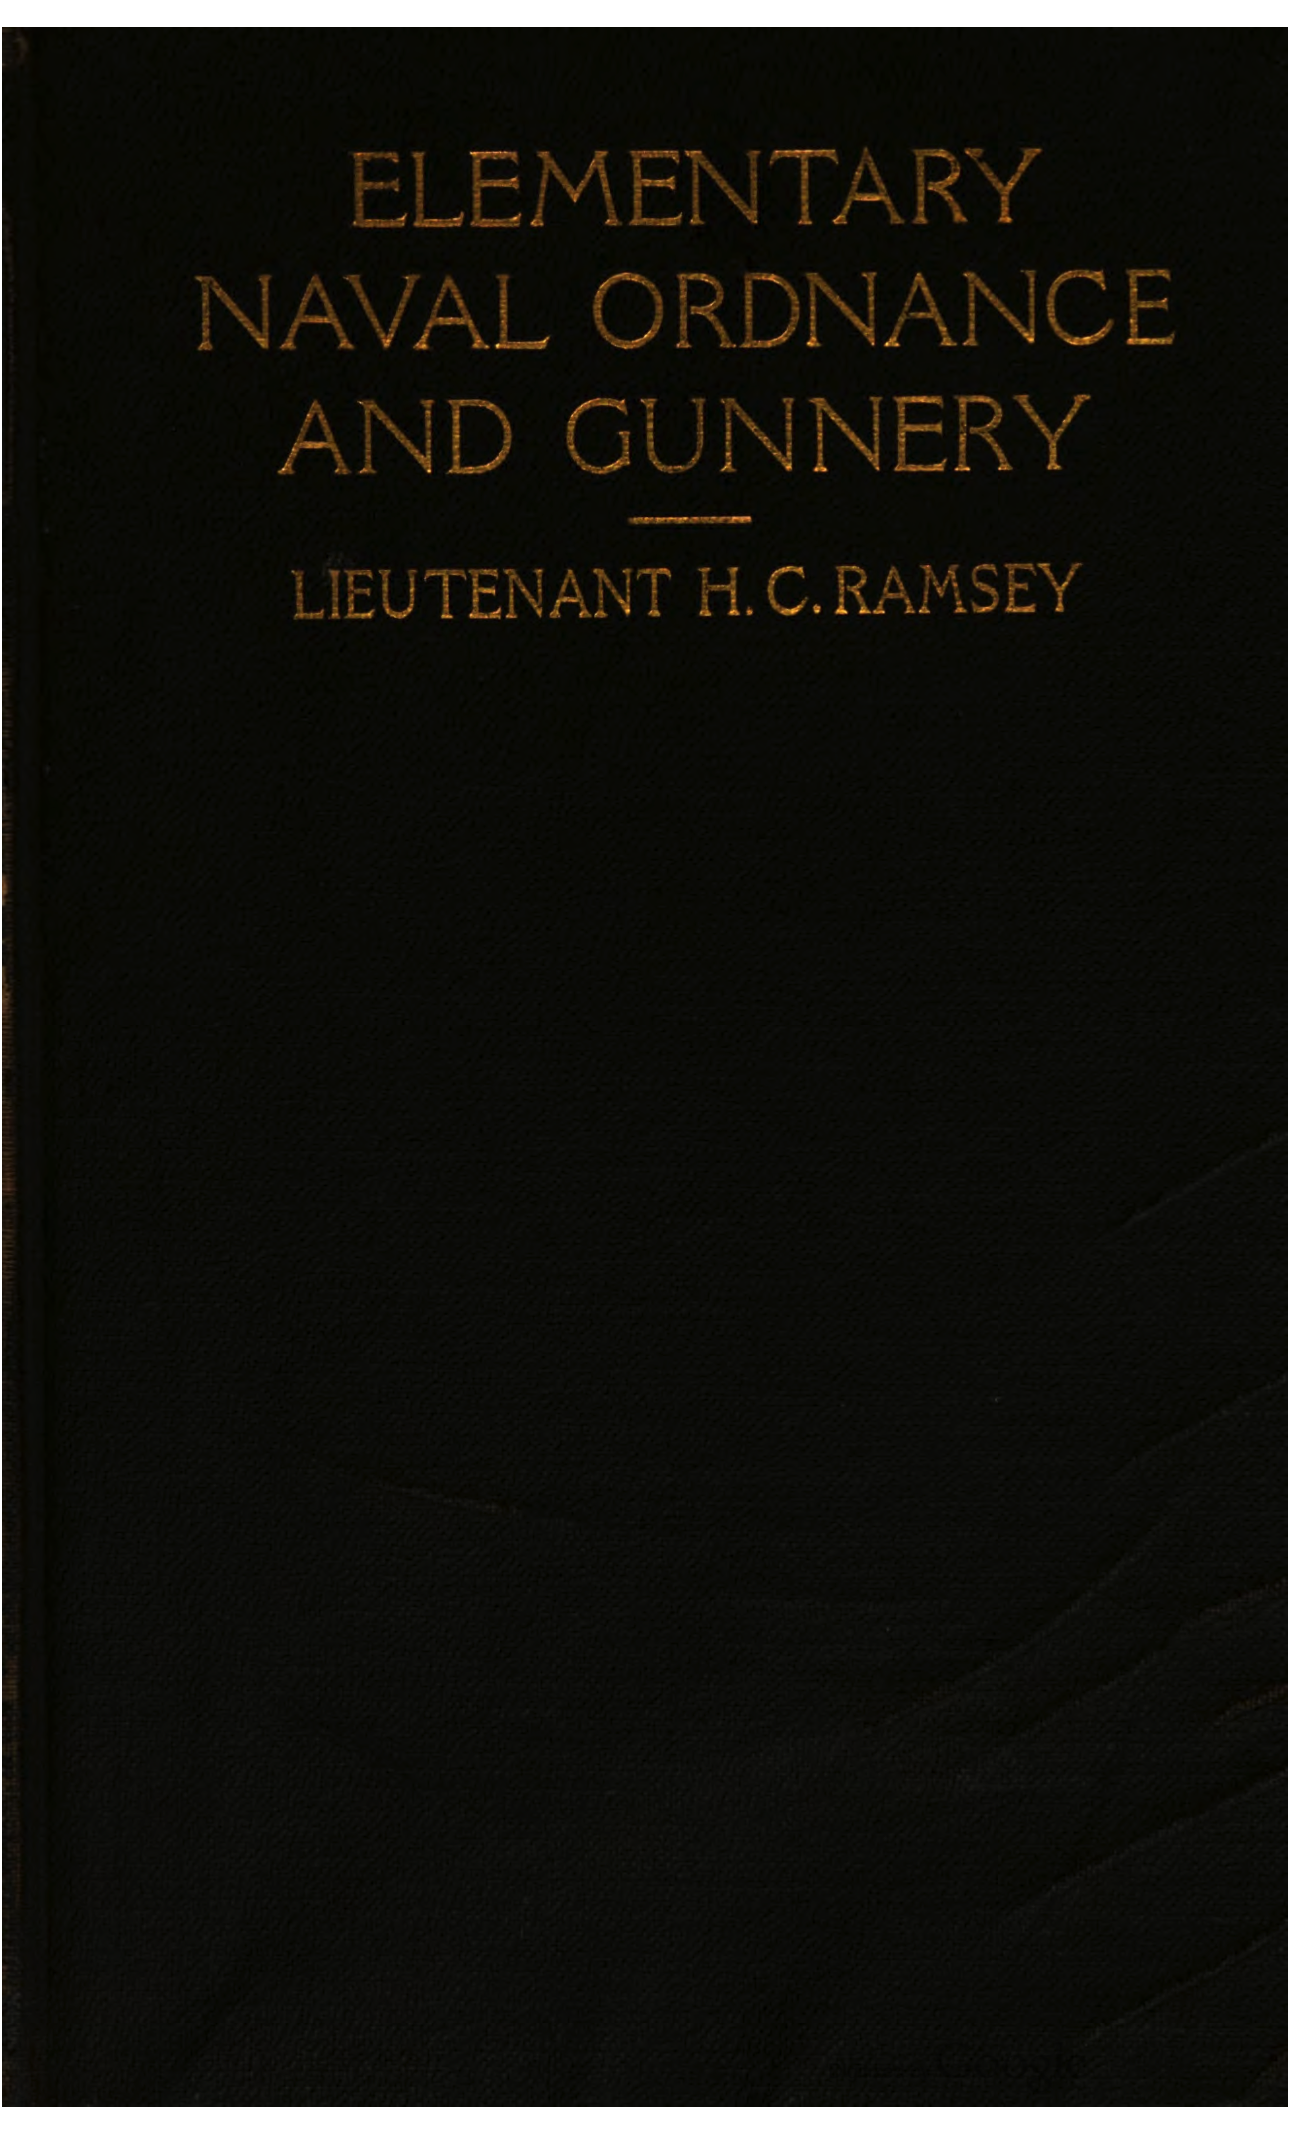 ELEMENTARY
NAVAL ORDNANCE
AND GUNNERY
LIEUTENANT H. C. RAMSEY